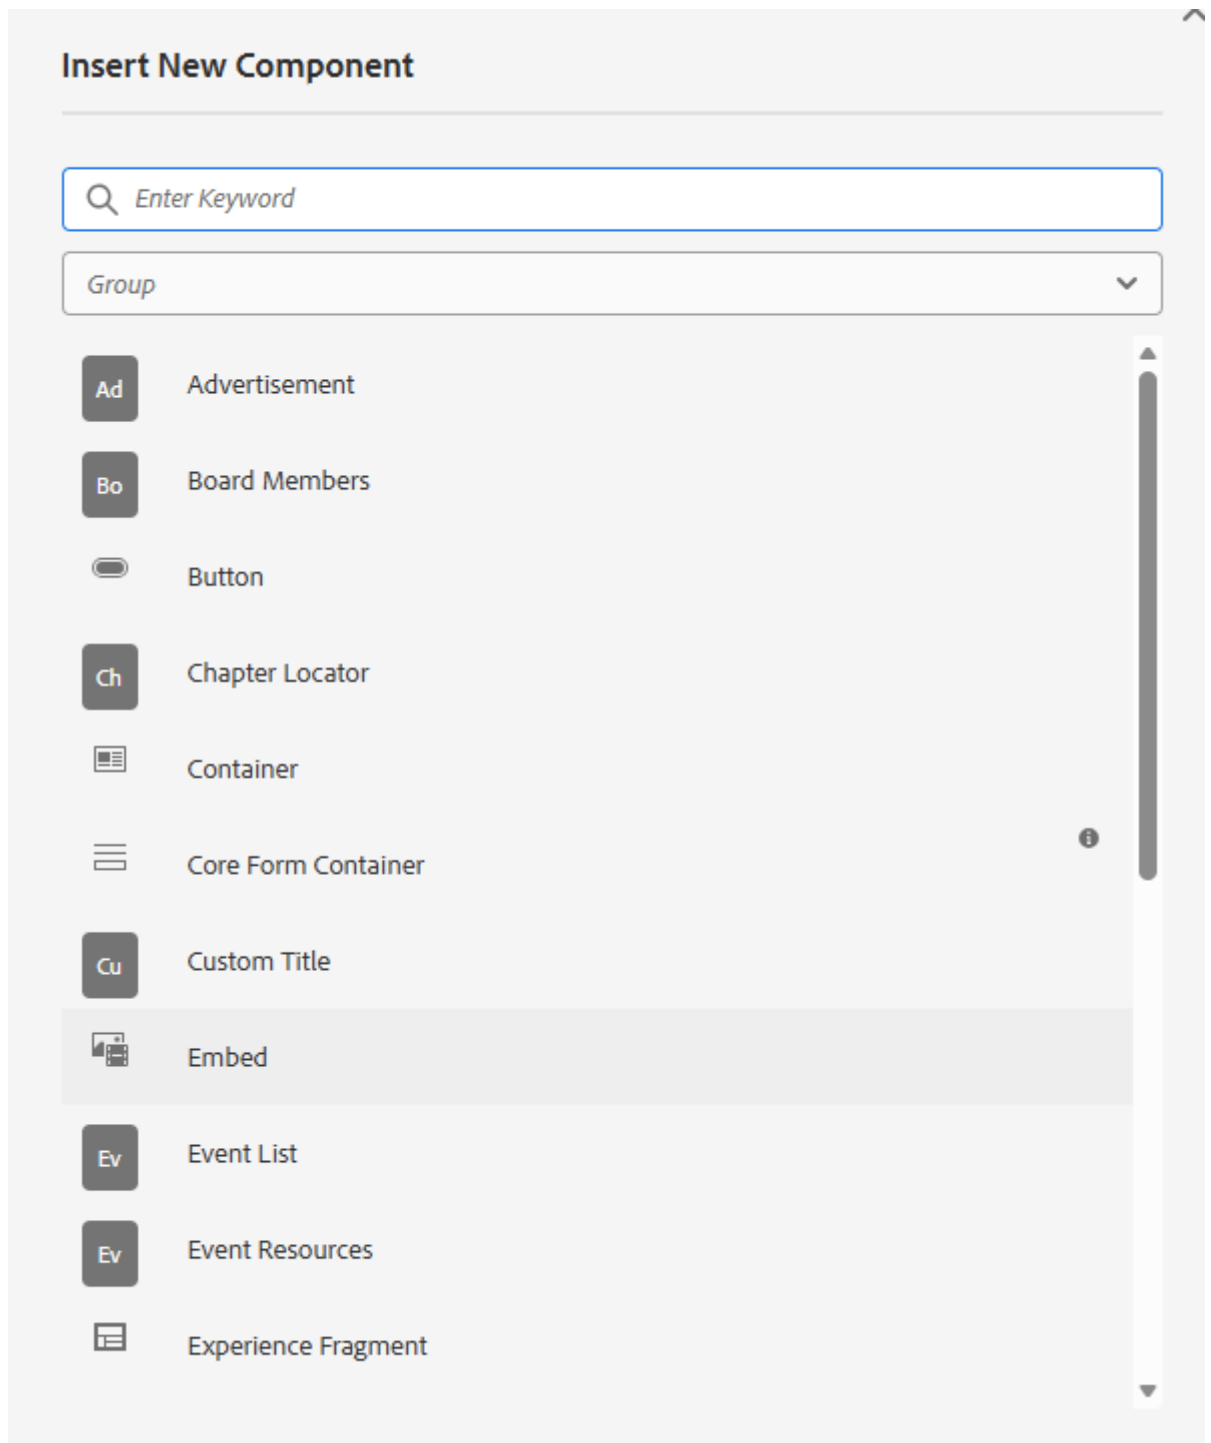 Insert New Component
Enter Keyword
Group
Ad Advertisement
Bo Board Members
Button
Ch Chapter Locator
Container
Core Form Container
Cu Custom Title
Embed
Ev Event List
Ev Event Resources
Experience Fragment